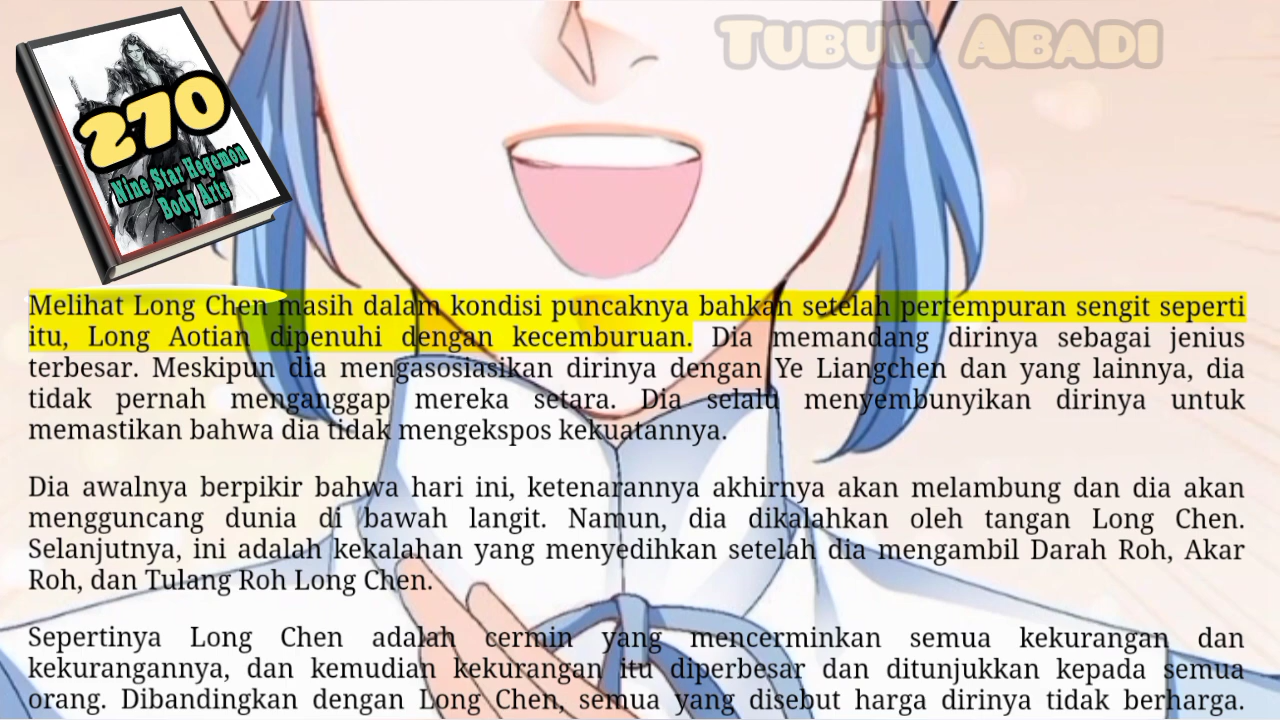 Tubuh Abadi
270
Nine Star Hegemon
Body Arts
Melihat Long Chen masih dalam kondisi puncaknya bahkan setelah pertempuran sengit seperti
itu, Long Aotian dipenuhi dengan kecemburuan. Dia memandang dirinya sebagai jenius
terbesar. Meskipun dia mengasosiasikan dirinya dengan Ye Liangchen dan yang lainnya, dia
tidak pernah menganggap mereka setara. Dia selalu menyembunyikan dirinya untuk
memastikan bahwa dia tidak mengekspos kekuatannya.
Dia awalnya berpikir bahwa hari ini, ketenarannya akhirnya akan melambung dan dia akan
mengguncang dunia di bawah langit. Namun, dia dikalahkan oleh tangan Long Chen.
Selanjutnya, ini adalah kekalahan yang menyedihkan setelah dia mengambil Darah Roh, Akar
Roh, dan Tulang Roh Long Chen.
Sepertinya Long Chen adalah cermin yang mencerminkan semua kekurangan dan
kekurangannya, dan kemudian kekurangan itu diperbesar dan ditunjukkan kepada semua
orang. Dibandingkan dengan Long Chen, semua yang disebut harga dirinya tidak berharga.